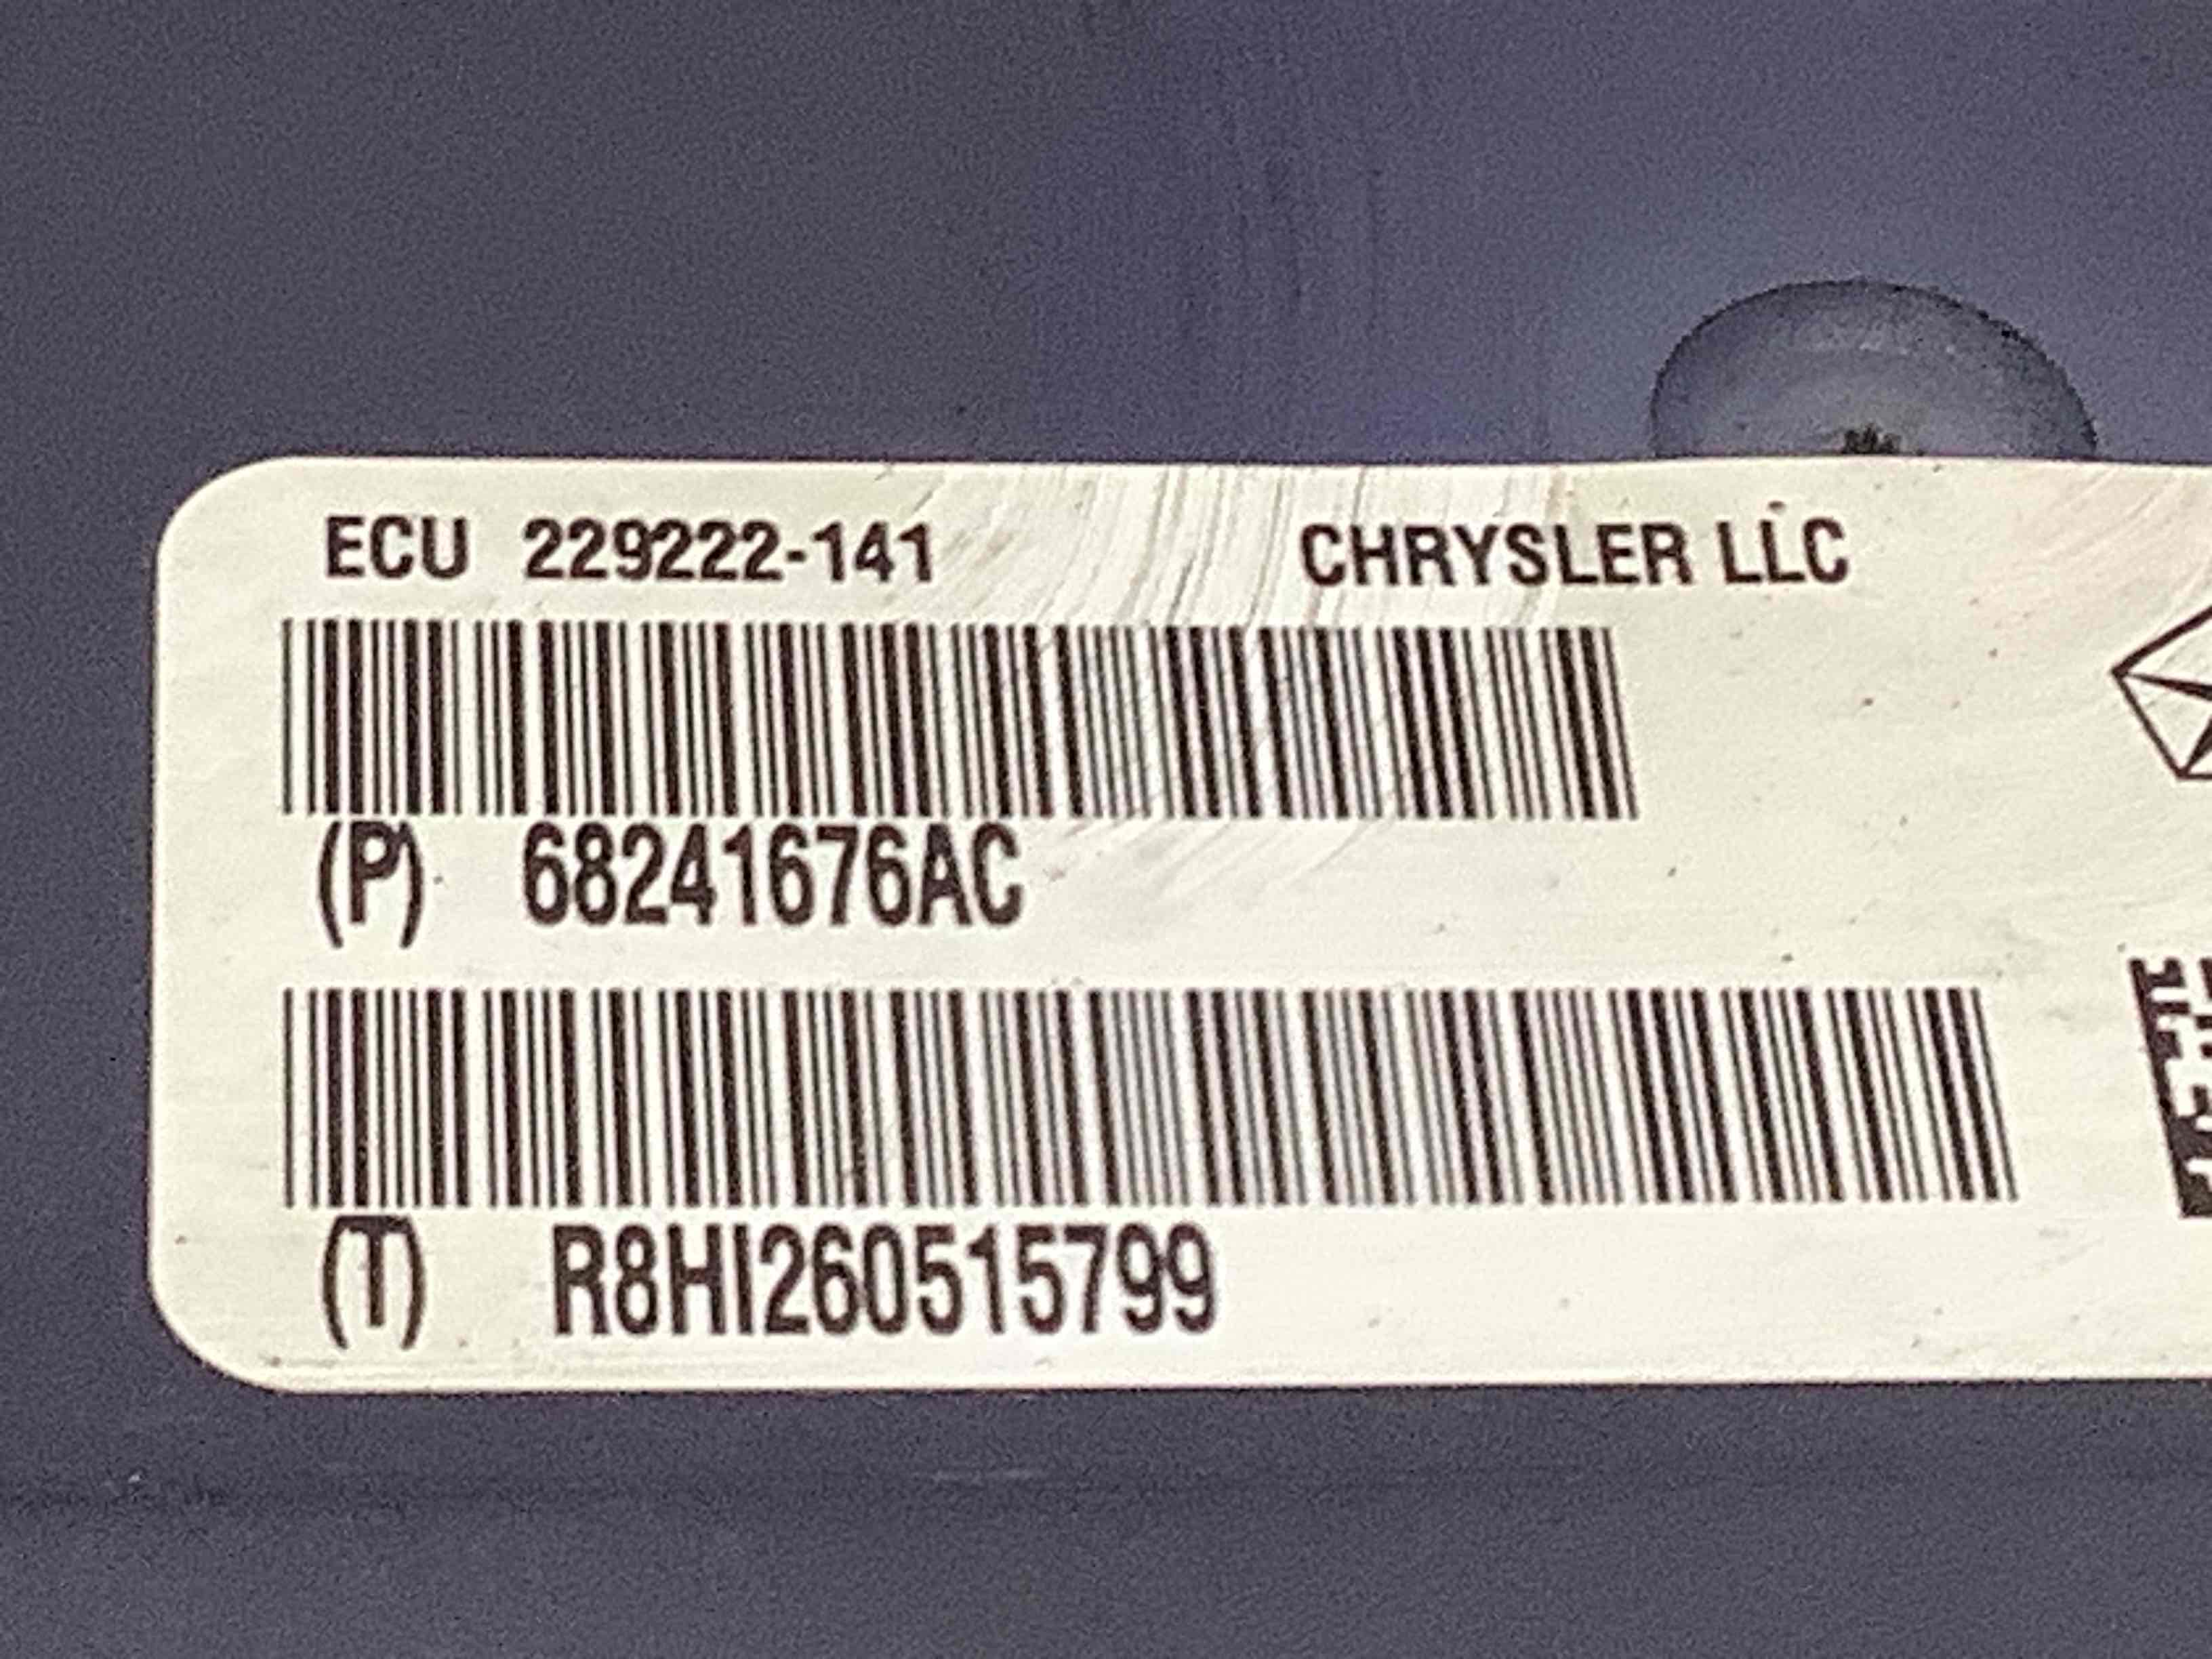 ECU 229222-141 CHRYSLER LLC
(P) 68241676AC
(T) R8HI260515799